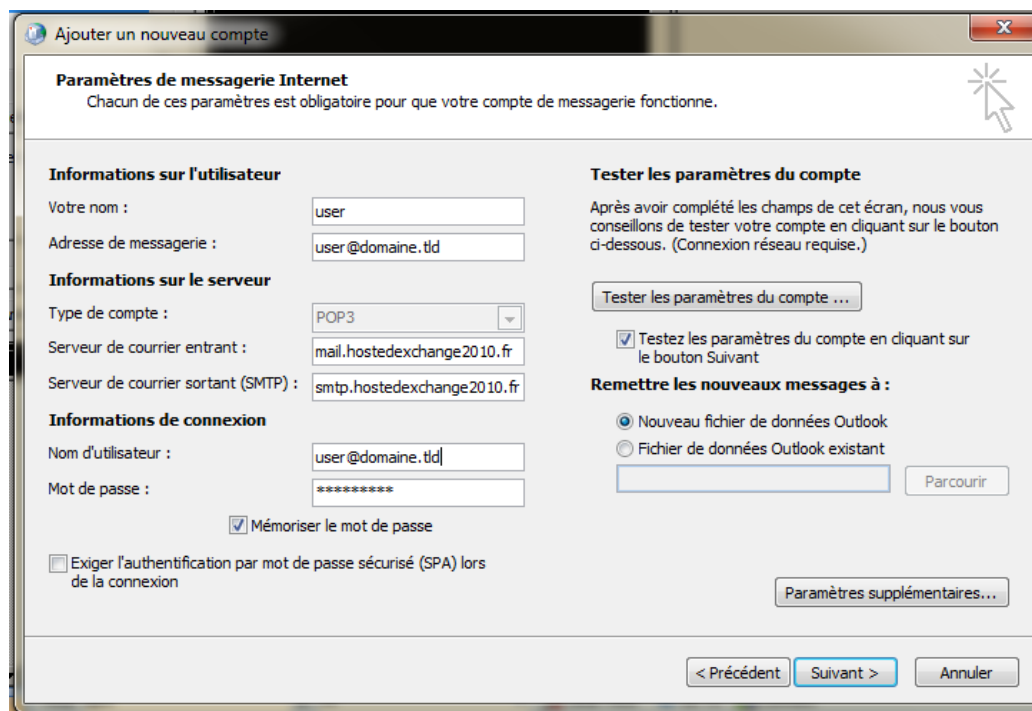 Ajouter un nouveau compte
Paramètres de messagerie Internet
Chacun de ces paramètres est obligatoire pour que votre compte de messagerie fonctionne.
Informations sur l'utilisateur
Votre nom :
user
Adresse de messagerie :
user@domaine.tld
Informations sur le serveur
Type de compte :
POP3
Serveur de courrier entrant :
mail.hostedexchange2010.fr
Serveur de courrier sortant (SMTP) :
smtp.hostedexchange2010.fr
Informations de connexion
Nom d'utilisateur :
user@domaine.tld
Mot de passe :
*********
Mémoriser le mot de passe
Exiger l'authentification par mot de passe sécurisé (SPA) lors
de la connexion
Tester les paramètres du compte
Après avoir complété les champs de cet écran, nous vous
conseillons de tester votre compte en cliquant sur le bouton
ci-dessous. (Connexion réseau requise.)
Tester les paramètres du compte ...
Testez les paramètres du compte en cliquant sur
le bouton Suivant
Remettre les nouveaux messages à :
Nouveau fichier de données Outlook
Fichier de données Outlook existant
Parcourir
Paramètres supplémentaires...
< Précédent
Suivant >
Annuler